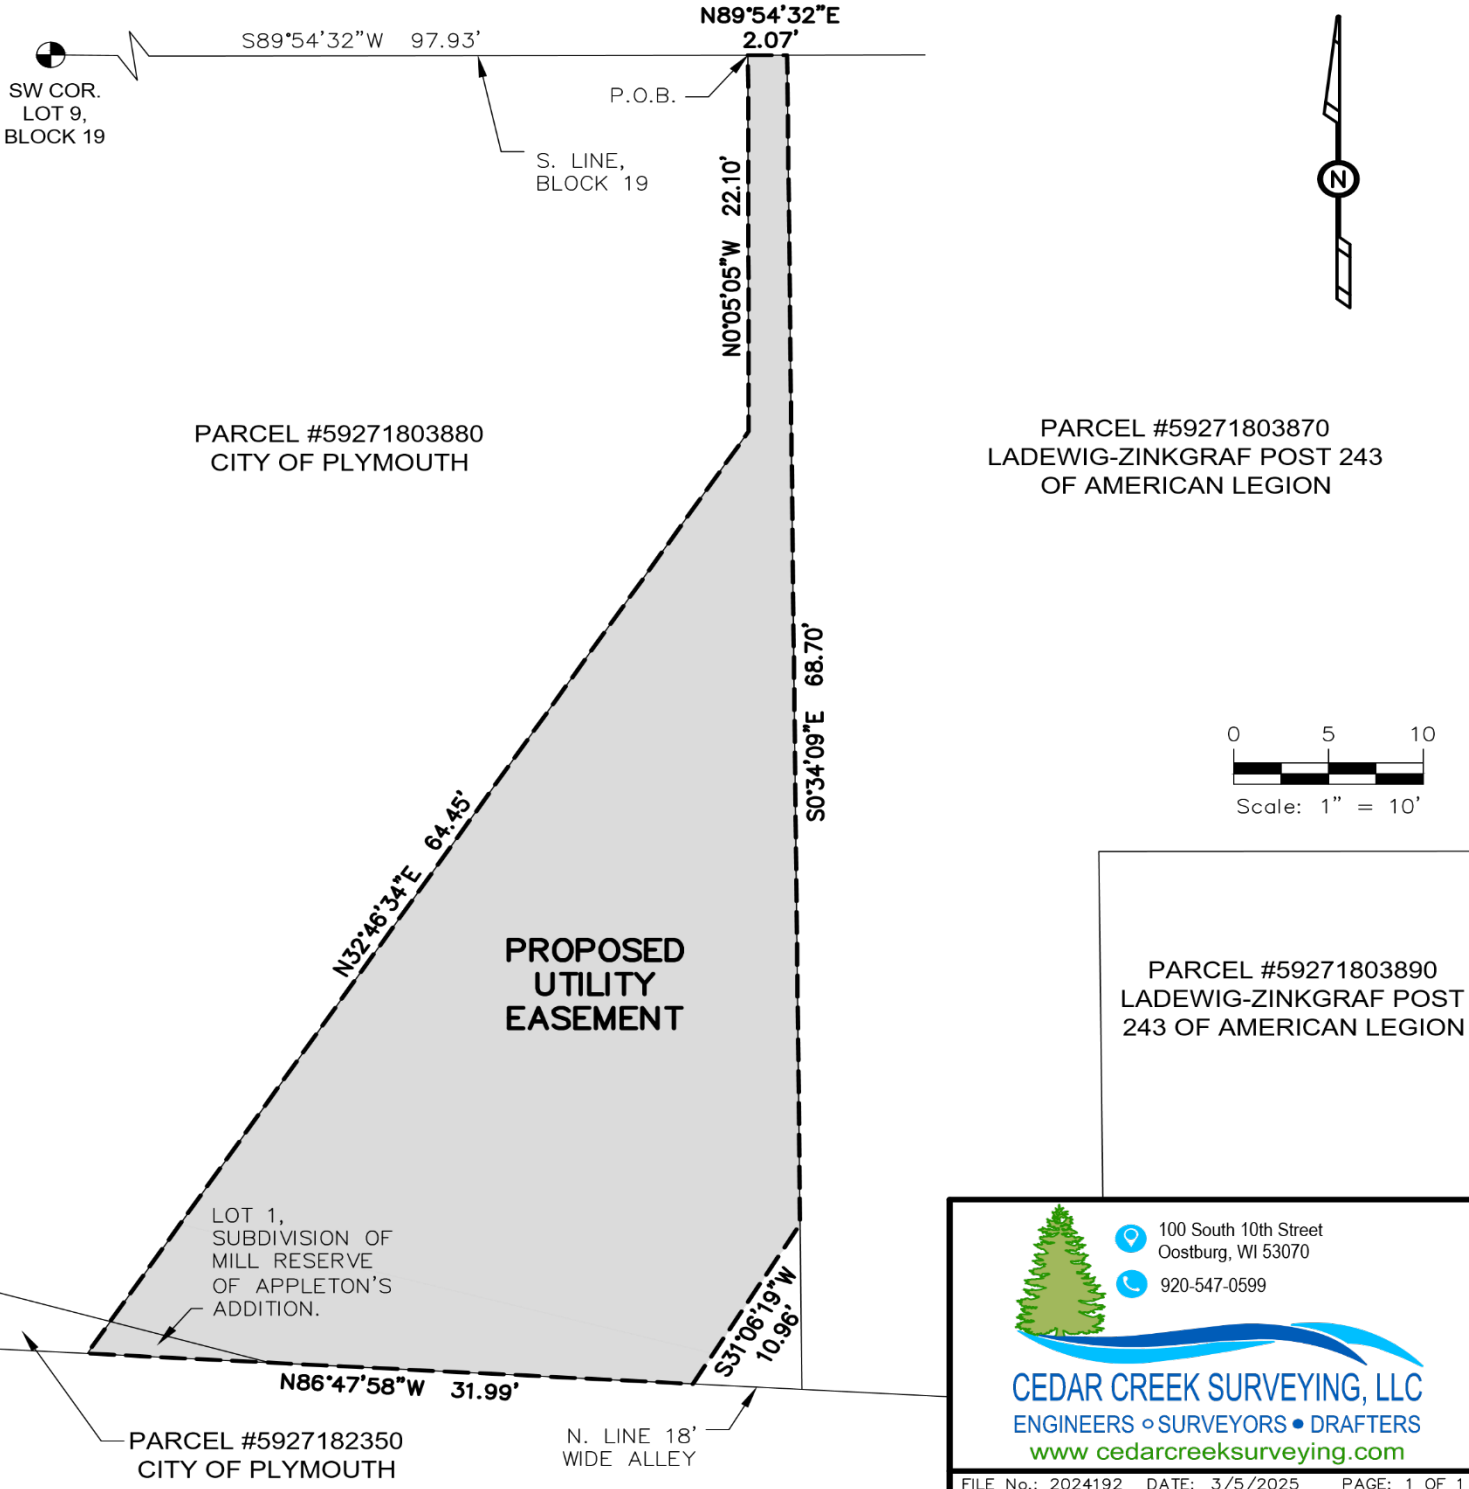 N89°54'32"E
2.07'
S89°54'32"W 97.93'
SW COR.
LOT 9,
BLOCK 19
P.O.B.
S. LINE,
BLOCK 19
N0°05'05"W 22.10'
N
PARCEL #59271803880
CITY OF PLYMOUTH
PARCEL #59271803870
LADEWIG-ZINKGRAF POST 243
OF AMERICAN LEGION
S0°34'09"E 68.70'
0 5 10
Scale: 1" = 10'
N32°46'34"E 64.45'
PROPOSED
UTILITY
EASEMENT
PARCEL #59271803890
LADEWIG-ZINKGRAF POST
243 OF AMERICAN LEGION
LOT 1,
SUBDIVISION OF
MILL RESERVE
OF APPLETON'S
ADDITION.
S31°06'19"W
10.96'
N86°47'58"W 31.99'
N. LINE 18'
WIDE ALLEY
PARCEL #5927182350
CITY OF PLYMOUTH
100 South 10th Street
Oostburg, WI 53070
920-547-0599
CEDAR CREEK SURVEYING, LLC
ENGINEERS ○ SURVEYORS ● DRAFTERS
www cedarcreeksurveying.com
FILE No.: 2024192 DATE: 3/5/2025 PAGE: 1 OF 1